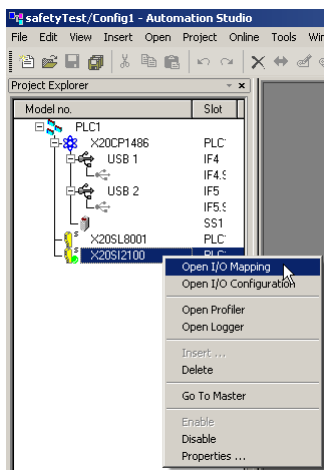 safetyTest/Config1 - Automation Studio
File Edit View Insert Open Project Online Tools
Project Explorer
Model no. Slot
PLC1
X20CP1486 PLC
USB 1 IF4
IF4.
USB 2 IF5
IF5.
SS1
X20SL8001 PLC
X20SI2100
Open I/O Mapping
Open I/O Configuration
Open Profiler
Open Logger
Insert ...
Delete
Go To Master
Enable
Disable
Properties ...